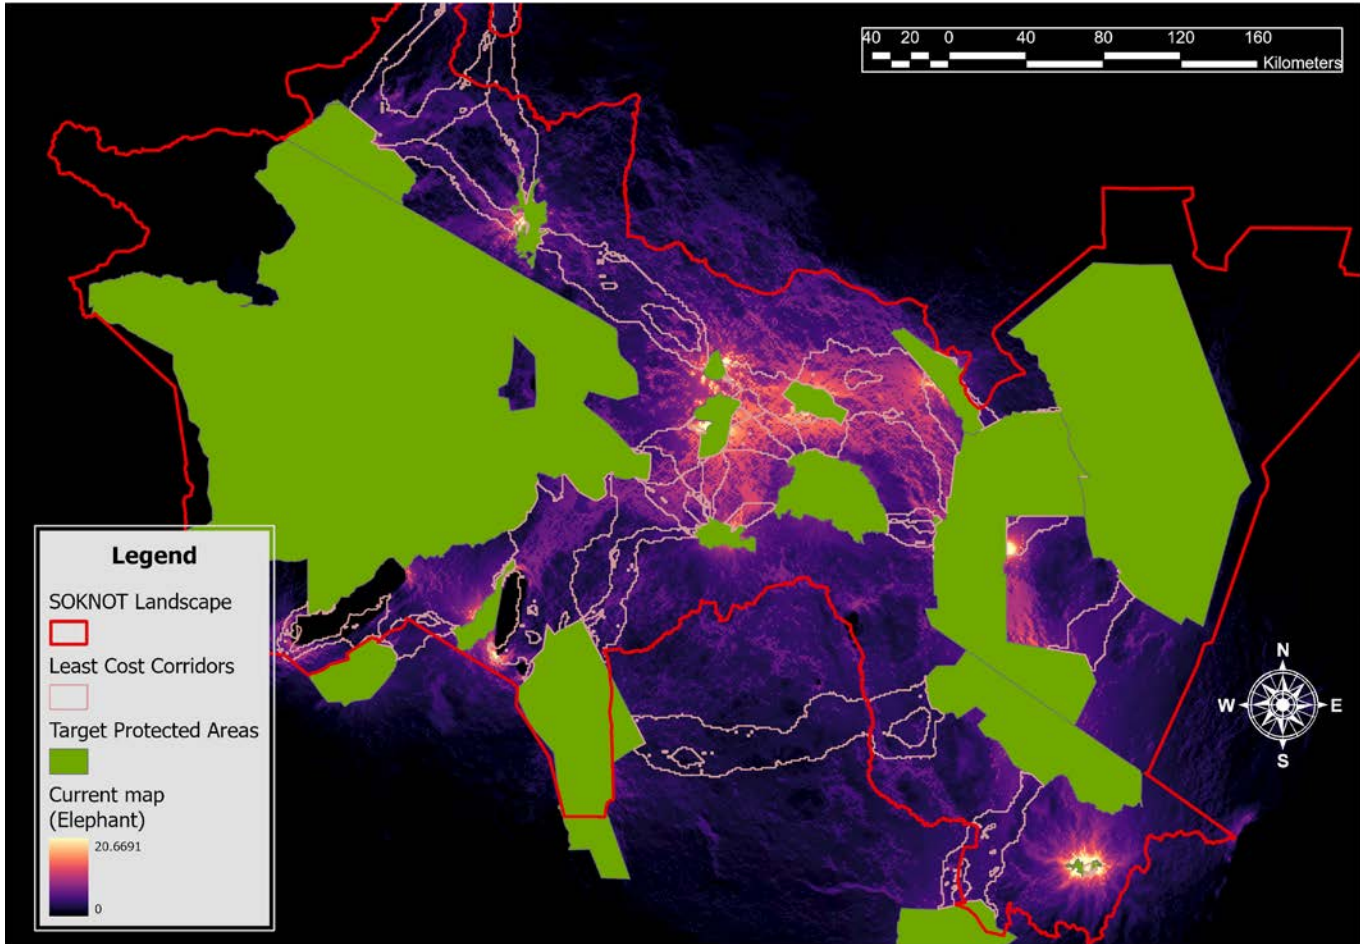 40 20 0 40 80 120 160
Kilometers
Legend
SOKNOT Landscape
Least Cost Corridors
Target Protected Areas
Current map
(Elephant)
20.6691
0
N
W E
S